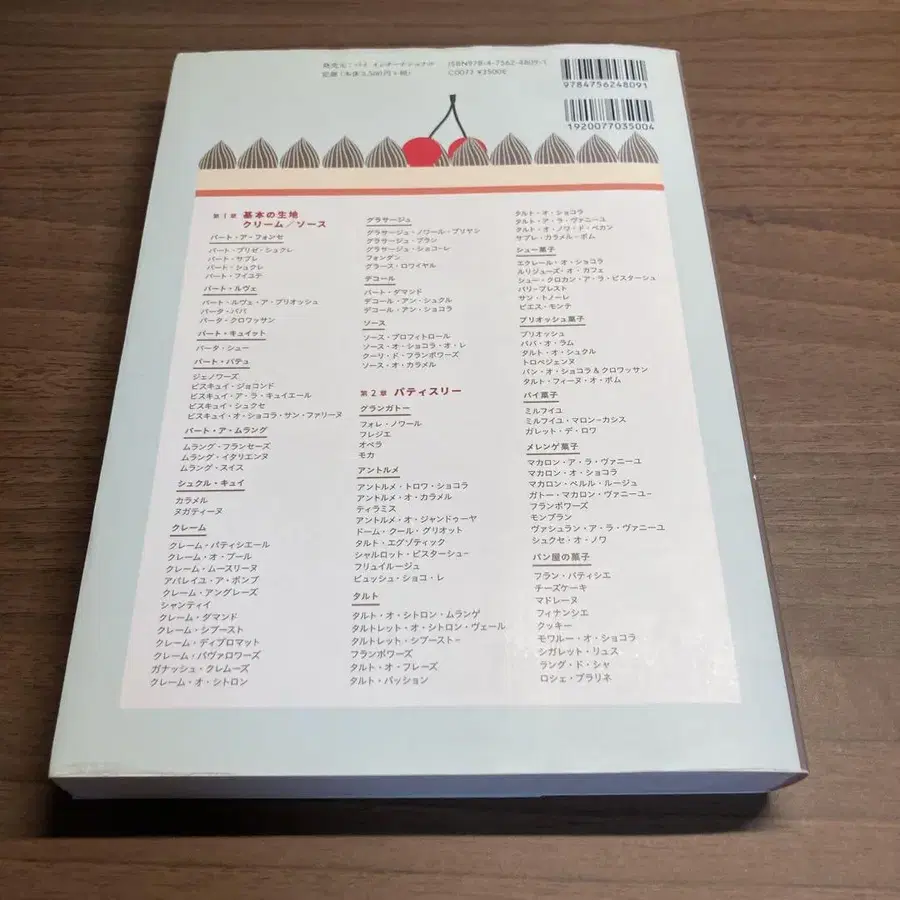 発売元：パイ インターナショナル
定価（本体3,500円＋税）
ISBN978-4-7562-4809-1
C0077 ¥3500E
9784756248091
1920077035004
第1章 基本の生地
クリーム／ソース
パート・ア・フォンセ
パート・ブリゼ・シュクレ
パート・サブレ
パート・シュクレ
パート・フイユテ
パート・ルヴェ
パート・ルヴェ・ア・ブリオッシュ
パータ・ババ
パータ・クロワッサン
パート・キュイット
パータ・シュー
パート・バテュ
ジェノワーズ
ビスキュイ・ジョコンド
ビスキュイ・ア・ラ・キュイエール
ビスキュイ・シュクセ
ビスキュイ・オ・ショコラ・サン・ファリーヌ
パート・ア・ムラング
ムラング・フランセーズ
ムラング・イタリエンヌ
ムラング・スイス
シュクル・キュイ
カラメル
ヌガティーヌ
クレーム
クレーム・パティシエール
クレーム・オ・ブール
クレーム・ムースリーヌ
アパレイユ・ア・ボンブ
クレーム・アングレーズ
シャンティイ
クレーム・ダマンド
クレーム・シブースト
クレーム・ディプロマット
クレーム・バヴァロワーズ
ガナッシュ・クレムーズ
クレーム・オ・シトロン
グラサージュ
グラサージュ・ノワール・ブリヤン
グラサージュ・ブラン
グラサージュ・ショコーレ
フォンダン
グラース・ロワイヤル
デコール
パート・ダマンド
デコール・アン・シュクル
デコール・アン・ショコラ
ソース
ソース・プロフィトロール
ソース・オ・ショコラ・オ・レ
クーリ・ド・フランボワーズ
ソース・オ・カラメル
第2章 パティスリー
グランガトー
フォレ・ノワール
フレジエ
オペラ
モカ
アントルメ
アントルメ・トロワ・ショコラ
アントルメ・オ・カラメル
ティラミス
アントルメ・オ・ジャンドゥーヤ
ドーム・クール・グリオット
タルト・エグゾティック
シャルロット・ピスターシュ−
フリュイルージュ
ビュッシュ・ショコ・レ
タルト
タルト・オ・シトロン・ムランゲ
タルトレット・オ・シトロン・ヴェール
タルトレット・シブースト−
フランボワーズ
タルト・オ・フレーズ
タルト・パッション
タルト・オ・ショコラ
タルト・ア・ラ・ヴァニーユ
タルト・オ・ノワ・ド・ペカン
サブレ・カラメル・ポム
シュー菓子
エクレール・オ・ショコラ
ルリジューズ・オ・カフェ
シュー・クロカン・ア・ラ・ピスターシュ
パリ−ブレスト
サン・トノーレ
ピエス・モンテ
ブリオッシュ菓子
ブリオッシュ
ババ・オ・ラム
タルト・オ・シュクル
トロペジェンヌ
パン・オ・ショコラ&クロワッサン
タルト・フィーヌ・オ・ポム
パイ菓子
ミルフイユ
ミルフイユ・マロン−カシス
ガレット・デ・ロワ
メレンゲ菓子
マカロン・ア・ラ・ヴァニーユ
マカロン・オ・ショコラ
マカロン・ペルル・ルージュ
ガトー・マカロン・ヴァニーユ−
フランボワーズ
モンブラン
ヴァシュラン・ア・ラ・ヴァニーユ
シュクセ・オ・ノワ
パン屋の菓子
フラン・パティシエ
チーズケーキ
マドレーヌ
フィナンシエ
クッキー
モワルー・オ・ショコラ
シガレット・リュス
ラング・ド・シャ
ロシェ・プラリネ